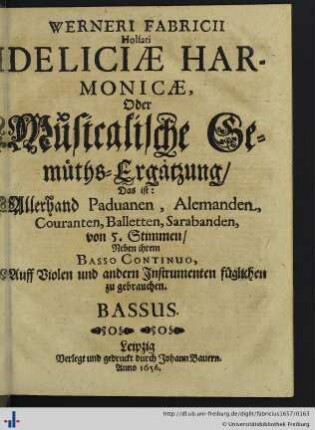 WERNERI FABRICII
Holsati
DELICIÆ HAR-
MONICÆ,
Oder
Musicalische Ge-
müths-Ergätzung/
Das ist:
Allerhand Paduanen, Alemanden,
Couranten, Balletten, Sarabanden,
von 5. Stimmen/
Neben ihrem
BASSO CONTINUO,
Auff Violen und andern Instrumenten füglichen
zu gebrauchen.
BASSUS.
Leipzig
Verlegt und gedruckt durch Johann Bauern.
Anno 1656.
http://dl.ub.uni-freiburg.de/diglit/fabricius1657/0163
© Universitätsbibliothek Freiburg